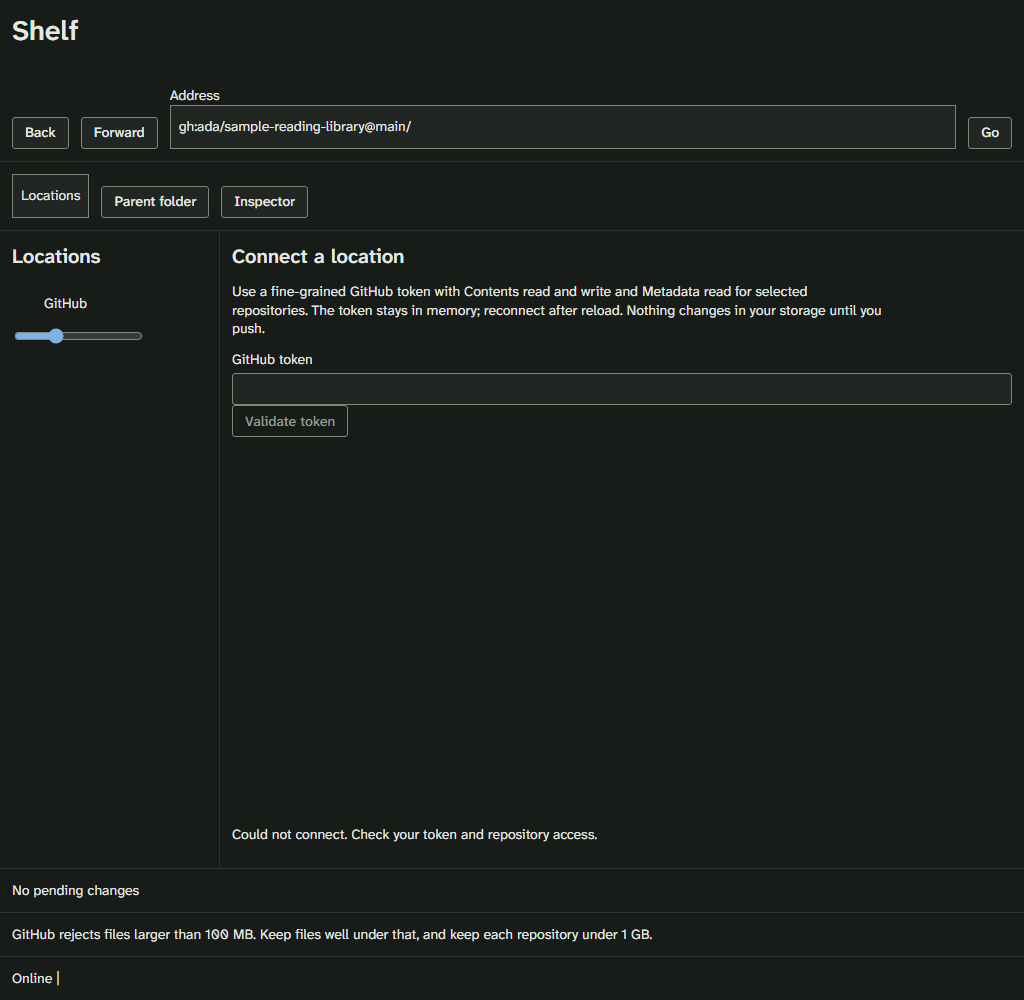 Shelf
Address
Back
Forward
gh:ada/sample-reading-library@main/
Go
Locations
Parent folder
Inspector
Locations
GitHub
Connect a location
Use a fine-grained GitHub token with Contents read and write and Metadata read for selected
repositories. The token stays in memory; reconnect after reload. Nothing changes in your storage until you
push.
GitHub token
Validate token
Could not connect. Check your token and repository access.
No pending changes
GitHub rejects files larger than 100 MB. Keep files well under that, and keep each repository under 1 GB.
Online |